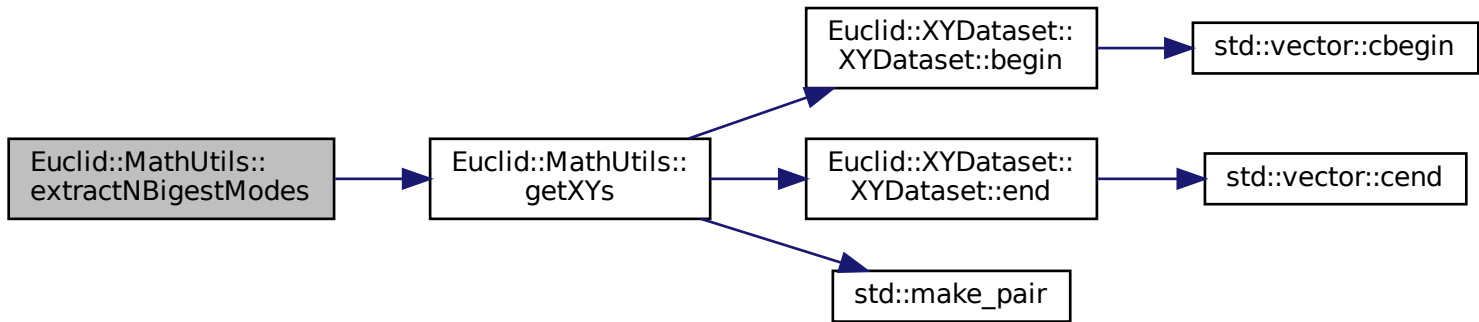 Euclid::MathUtils::
extractNBigestModes
Euclid::MathUtils::
getXYs
Euclid::XYDataset::
XYDataset::begin
std::vector::cbegin
Euclid::XYDataset::
XYDataset::end
std::vector::cend
std::make_pair